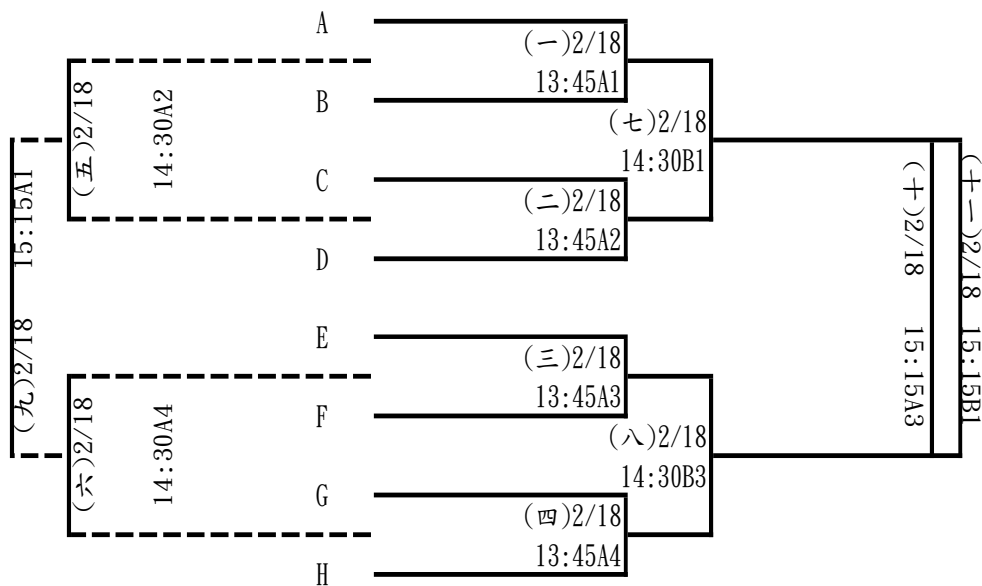 A
(一)2/18
13:45A1
B
(五)2/18
14:30A2
(七)2/18
14:30B1
C
(二)2/18
13:45A2
D
(九)2/18 15:15A1
(十)2/18 15:15A3
(十一)2/18 15:15B1
E
(三)2/18
13:45A3
F
(六)2/18
14:30A4
(八)2/18
14:30B3
G
(四)2/18
13:45A4
H